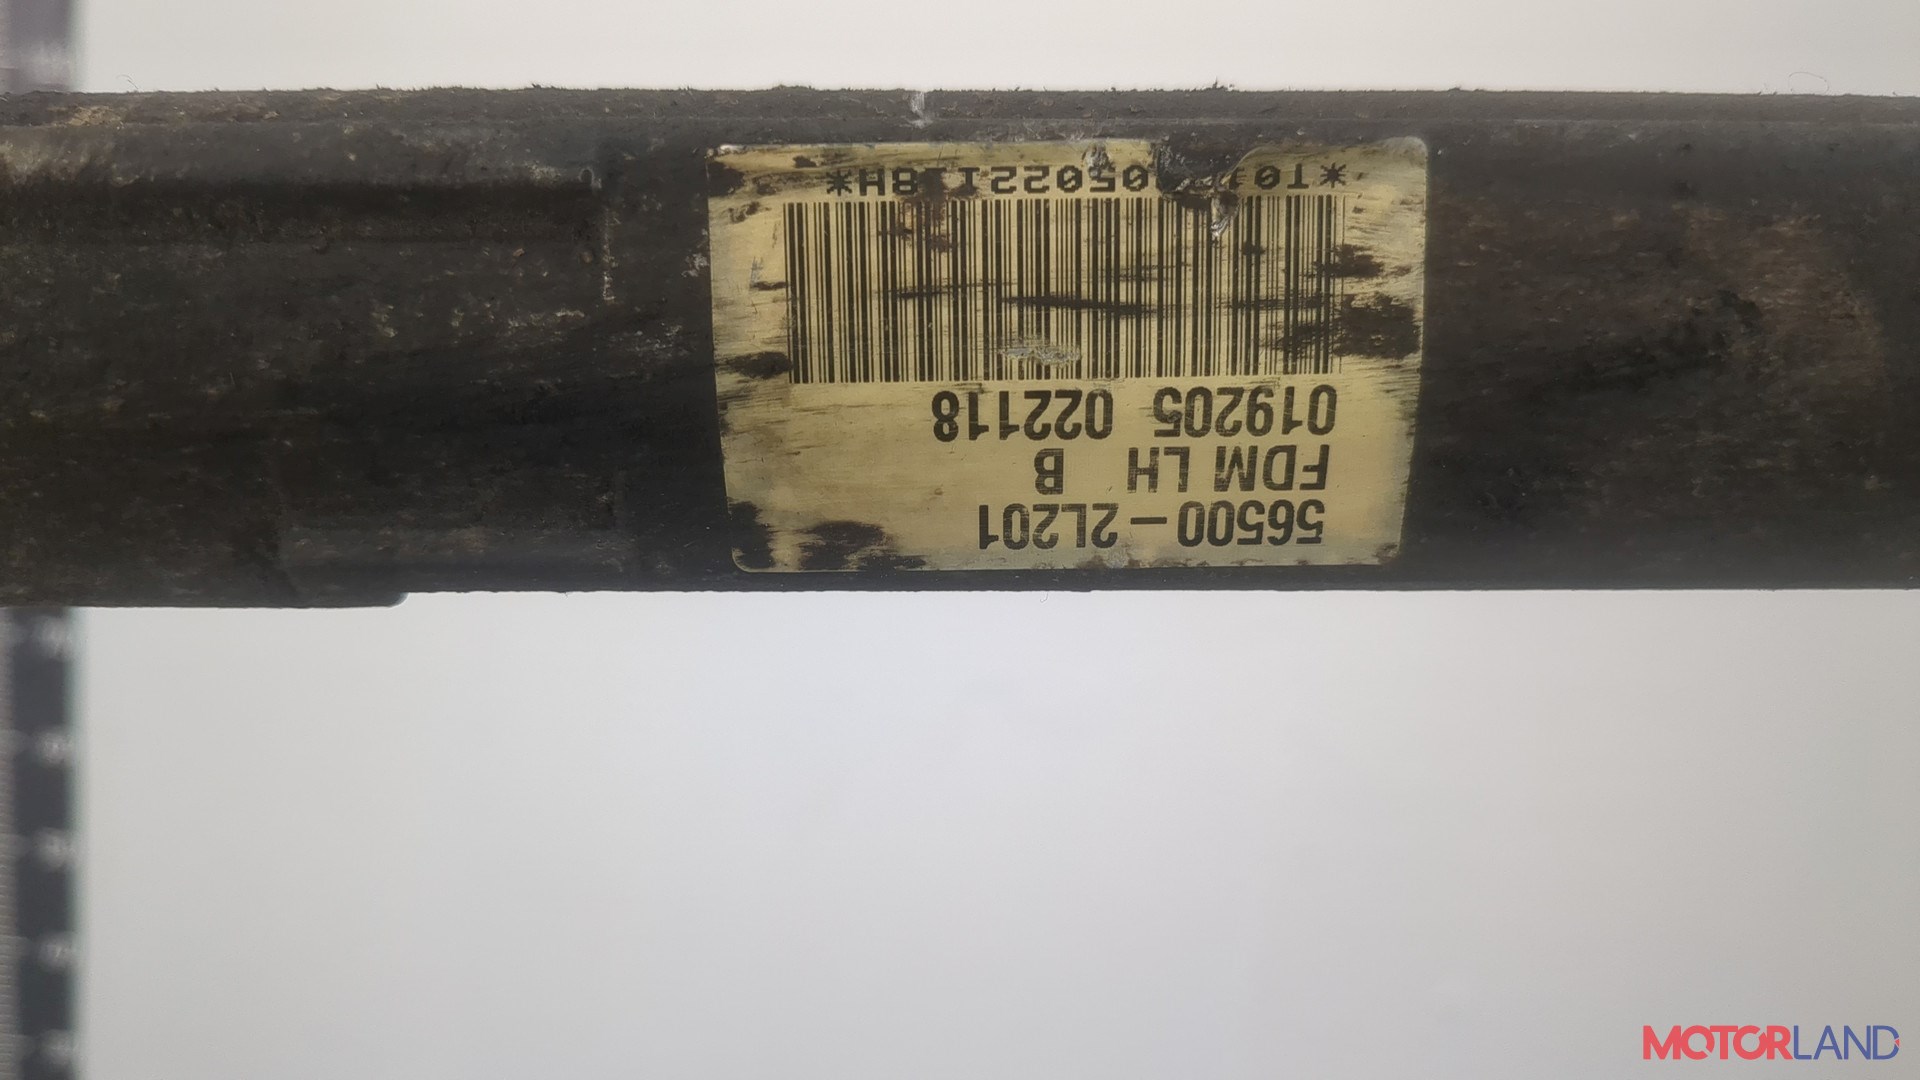 56500-2L201
FDM LH B
019205 022118
MOTORLAND